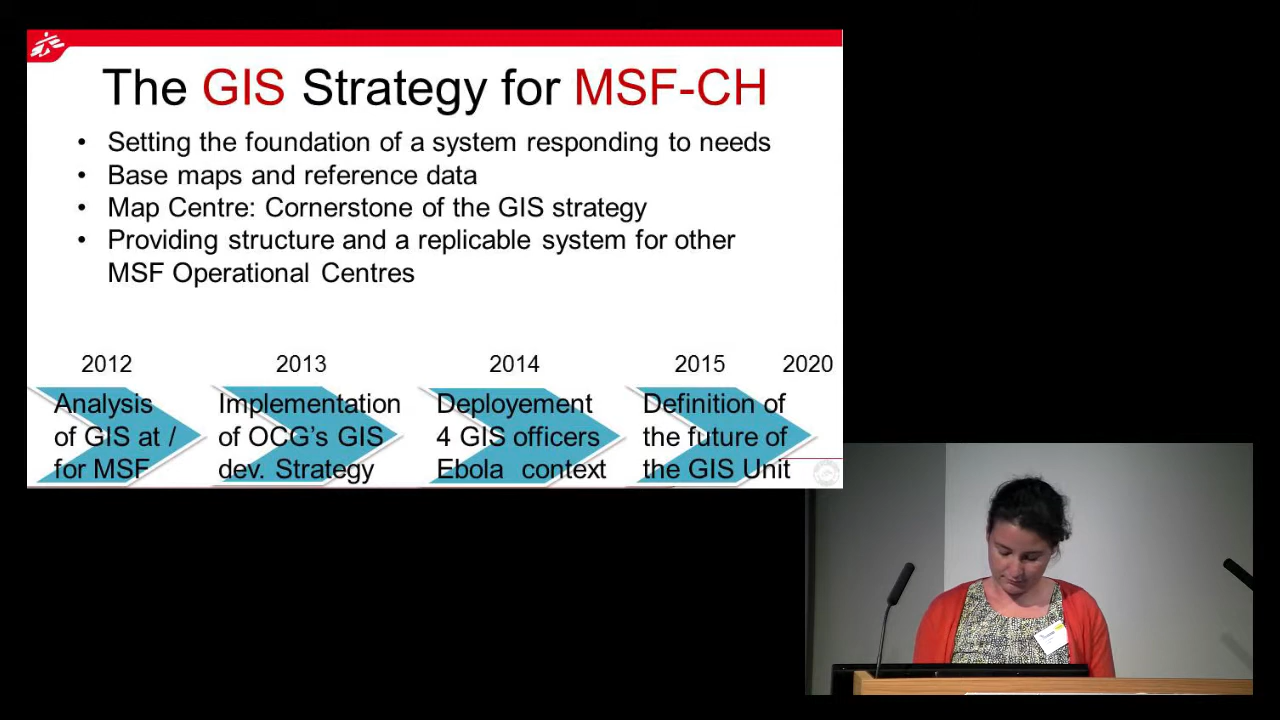 The GIS Strategy for MSF-CH
• Setting the foundation of a system responding to needs
• Base maps and reference data
• Map Centre: Cornerstone of the GIS strategy
• Providing structure and a replicable system for other
MSF Operational Centres
2012 2013 2014 2015 2020
Analysis
of GIS at /
for MSF
Implementation
of OCG's GIS
dev. Strategy
Deployement
4 GIS officers
Ebola context
Definition of
the future of
the GIS Unit